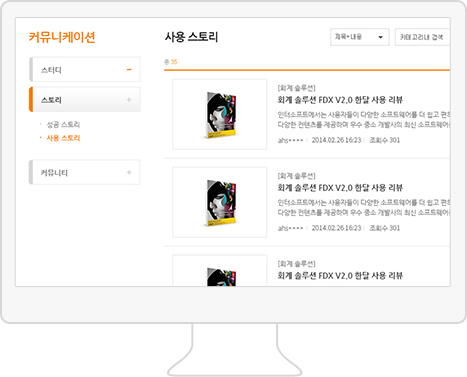 커뮤니케이션
스터디
스토리
성공 스토리
사용 스토리
커뮤니티
사용 스토리
제목+내용
카테고리내 검색
총 35
[회계 솔루션]
회계 솔루션 FDX V2.0 한달 사용 리뷰
인터소프트에서는 사용자들이 다양한 소프트웨어를 더 쉽고 편하
다양한 컨텐츠를 제공하며 우수 중소 개발사의 최신 소프트웨어를
ahs**** 2014.02.26 16:23 조회수 301
[회계 솔루션]
회계 솔루션 FDX V2.0 한달 사용 리뷰
인터소프트에서는 사용자들이 다양한 소프트웨어를 더 쉽고 편하
다양한 컨텐츠를 제공하며 우수 중소 개발사의 최신 소프트웨어를
ahs**** 2014.02.26 16:23 조회수 301
[회계 솔루션]
회계 솔루션 FDX V2.0 한달 사용 리뷰